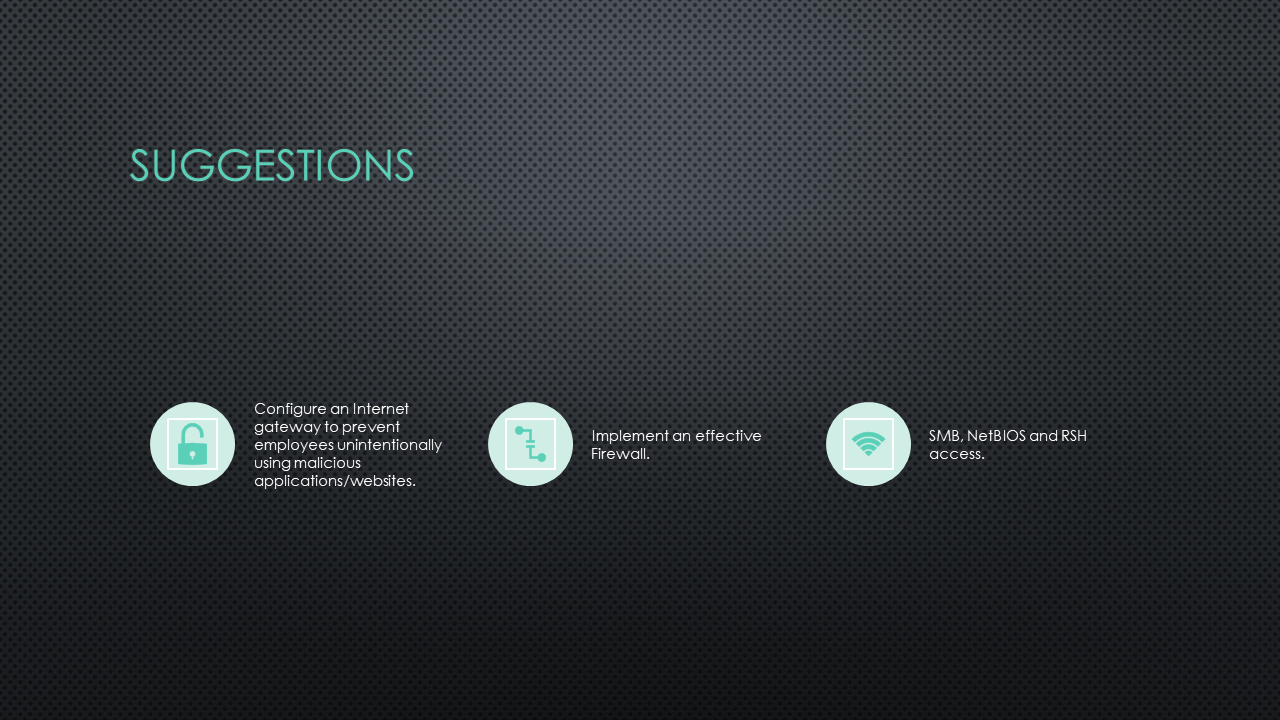 SUGGESTIONS
Configure an Internet
gateway to prevent
employees unintentionally
using malicious
applications/websites.
Implement an effective
Firewall.
SMB, NetBIOS and RSH
access.